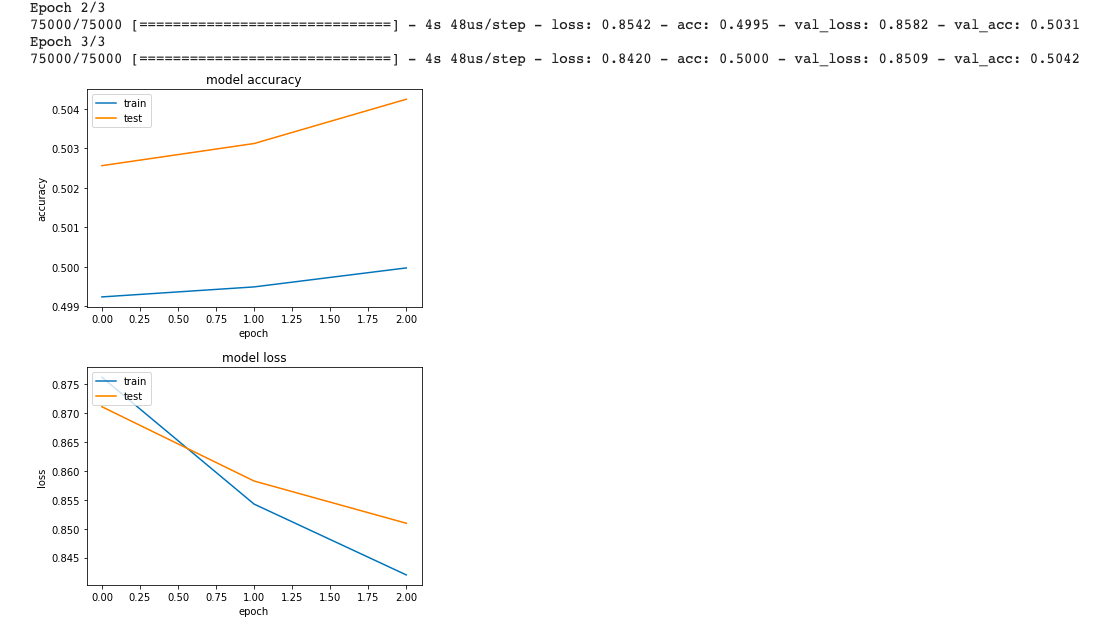 Epoch 2/3
75000/75000 [==============================] - 4s 48us/step - loss: 0.8542 - acc: 0.4995 - val_loss: 0.8582 - val_acc: 0.5031
Epoch 3/3
75000/75000 [==============================] - 4s 48us/step - loss: 0.8420 - acc: 0.5000 - val_loss: 0.8509 - val_acc: 0.5042
model accuracy
train
test
0.504
0.503
0.502
0.501
0.500
0.499
accuracy
0.00 0.25 0.50 0.75 1.00 1.25 1.50 1.75 2.00
epoch
model loss
train
test
0.875
0.870
0.865
0.860
0.855
0.850
0.845
loss
0.00 0.25 0.50 0.75 1.00 1.25 1.50 1.75 2.00
epoch